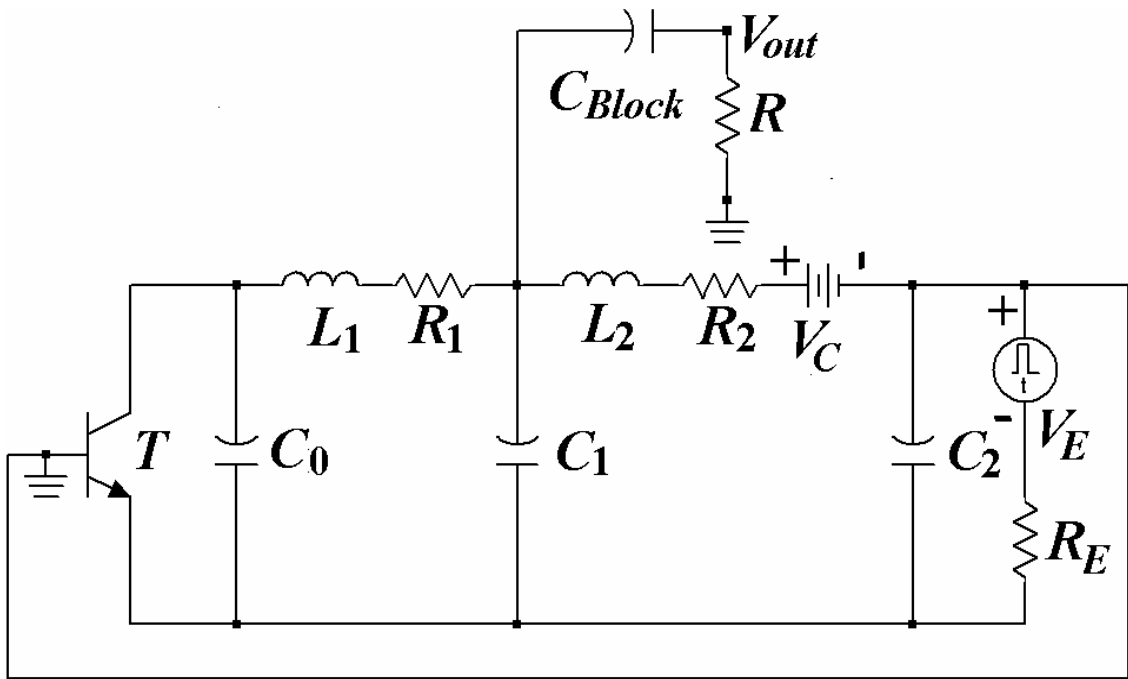 V_out
C_Block
R
+ -
L_1 R_1 L_2 R_2 V_C
+
t
T C_0 C_1 C_2 - V_E
R_E